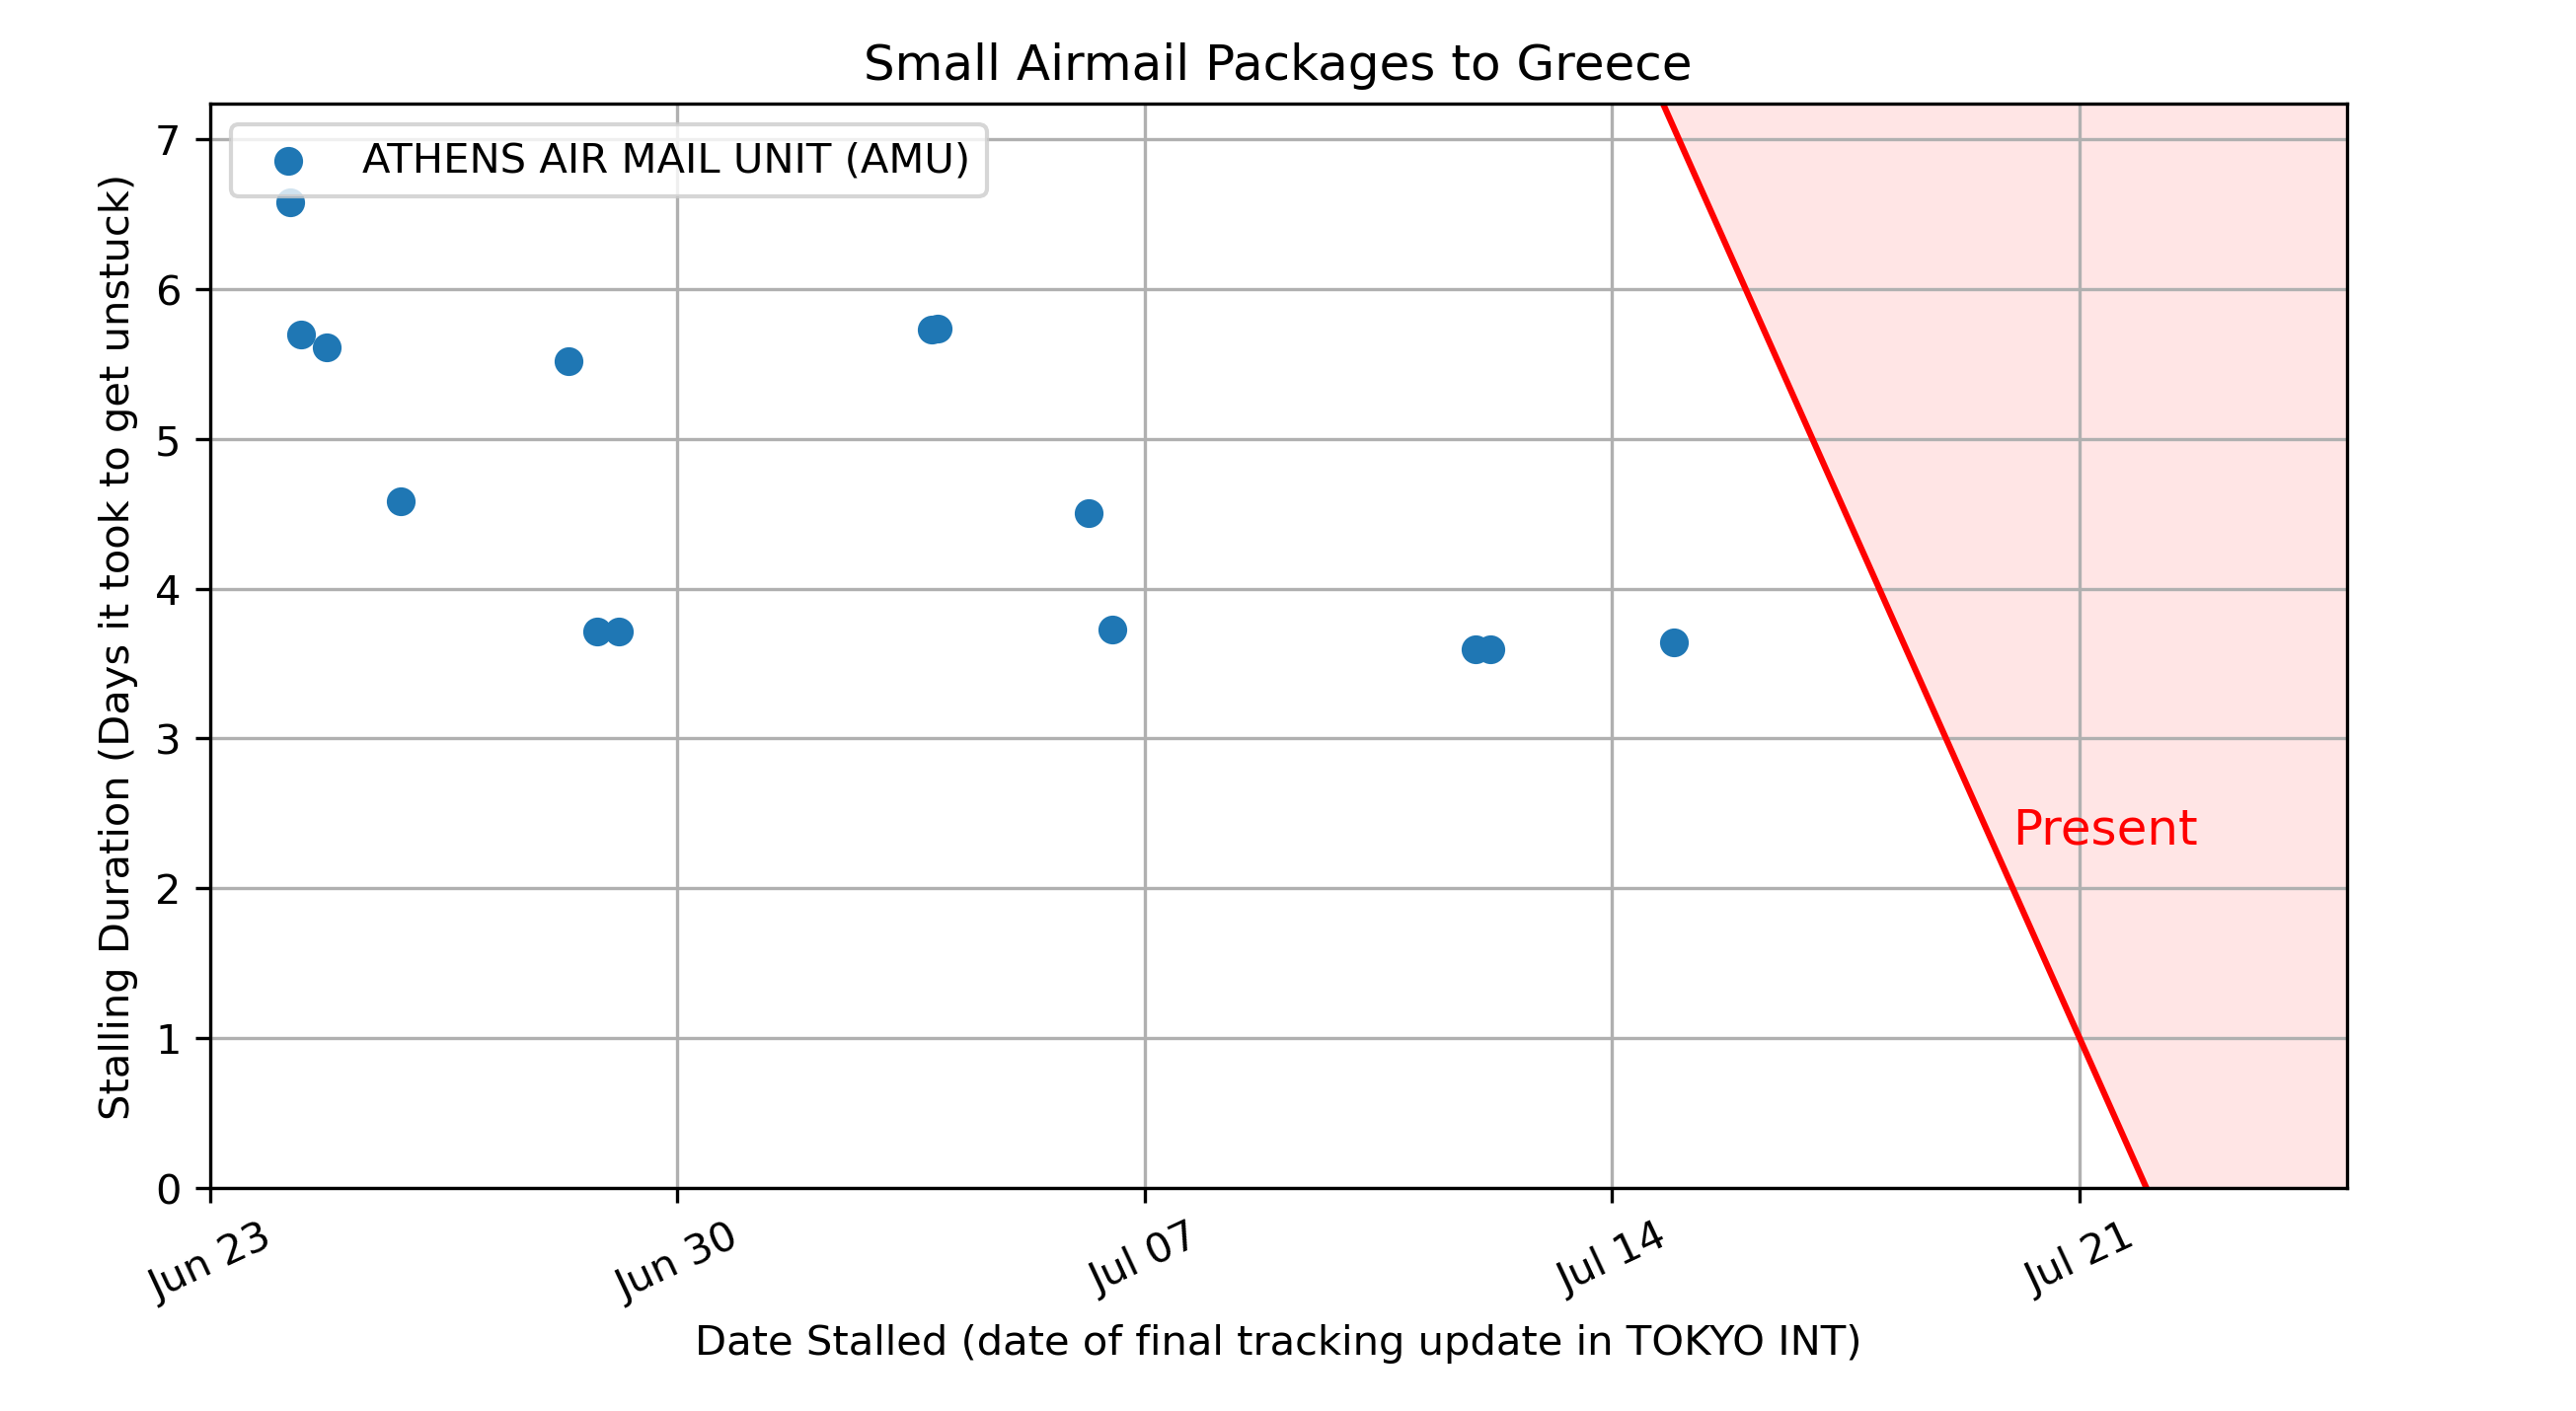 Small Airmail Packages to Greece
ATHENS AIR MAIL UNIT (AMU)
Stalling Duration (Days it took to get unstuck)
7
6
5
4
3
2
1
0
Present
Jun 23
Jun 30
Jul 07
Jul 14
Jul 21
Date Stalled (date of final tracking update in TOKYO INT)